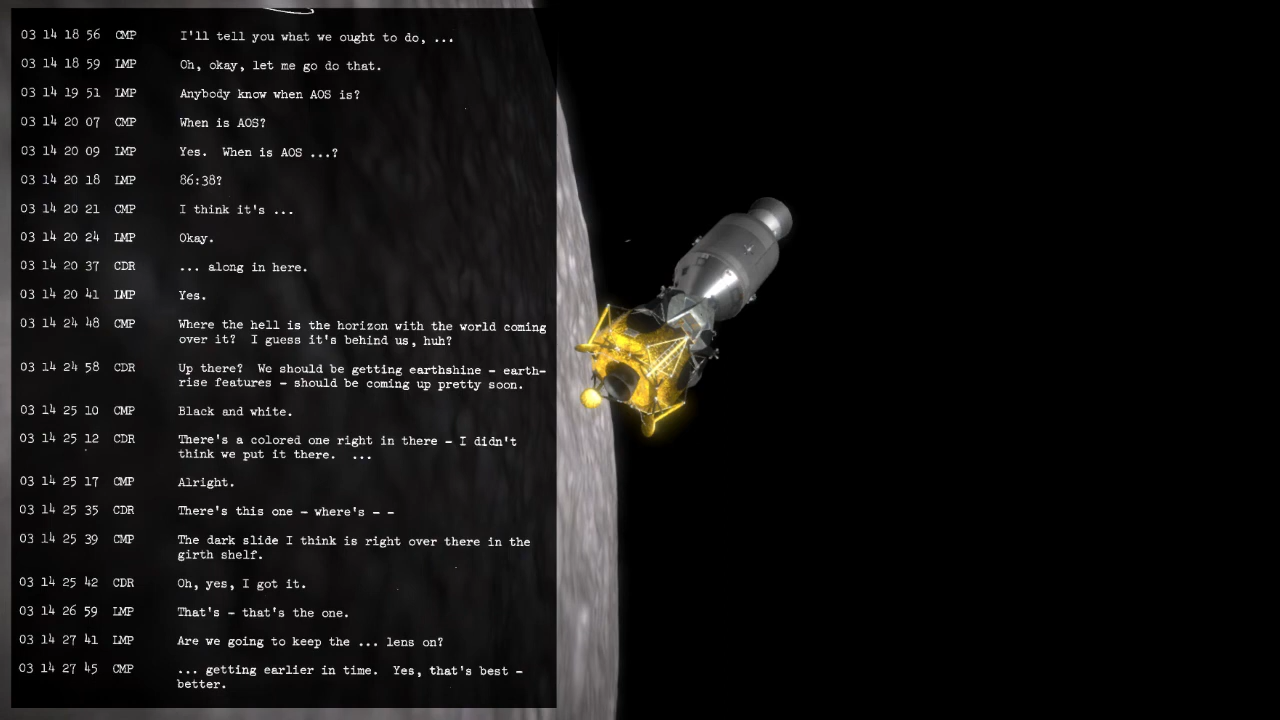 03 14 18 56 CMP I'll tell you what we ought to do, ...
03 14 18 59 LMP Oh, okay, let me go do that.
03 14 19 51 LMP Anybody know when AOS is?
03 14 20 07 CMP When is AOS?
03 14 20 09 LMP Yes. When is AOS ...?
03 14 20 18 LMP 86:38?
03 14 20 21 CMP I think it's ...
03 14 20 24 LMP Okay.
03 14 20 37 CDR ... along in here.
03 14 20 41 LMP Yes.
03 14 24 48 CMP Where the hell is the horizon with the world coming
over it? I guess it's behind us, huh?
03 14 24 58 CDR Up there? We should be getting earthshine - earth-
rise features - should be coming up pretty soon.
03 14 25 10 CMP Black and white.
03 14 25 12 CDR There's a colored one right in there - I didn't
think we put it there. ...
03 14 25 17 CMP Alright.
03 14 25 35 CDR There's this one - where's - -
03 14 25 39 CMP The dark slide I think is right over there in the
girth shelf.
03 14 25 42 CDR Oh, yes, I got it.
03 14 26 59 LMP That's - that's the one.
03 14 27 41 LMP Are we going to keep the ... lens on?
03 14 27 45 CMP ... getting earlier in time. Yes, that's best -
better.